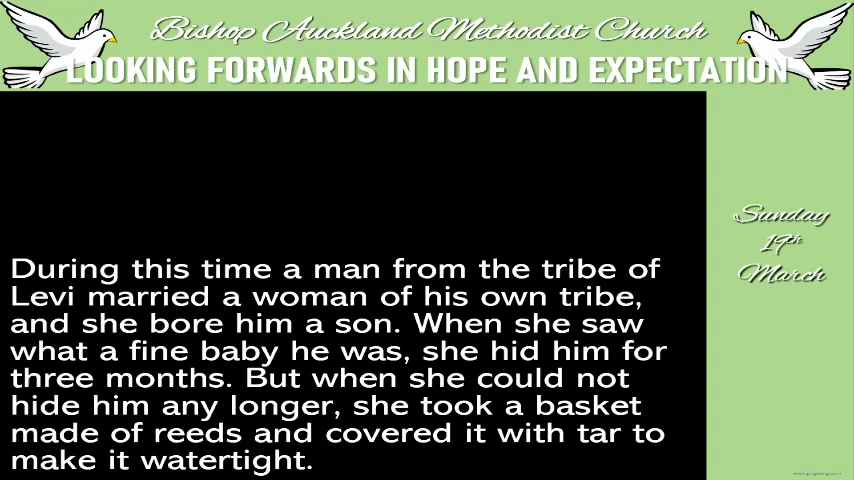 Bishop Auckland Methodist Church
LOOKING FORWARDS IN HOPE AND EXPECTATION
Sunday
19th
March
During this time a man from the tribe of
Levi married a woman of his own tribe,
and she bore him a son. When she saw
what a fine baby he was, she hid him for
three months. But when she could not
hide him any longer, she took a basket
made of reeds and covered it with tar to
make it watertight.